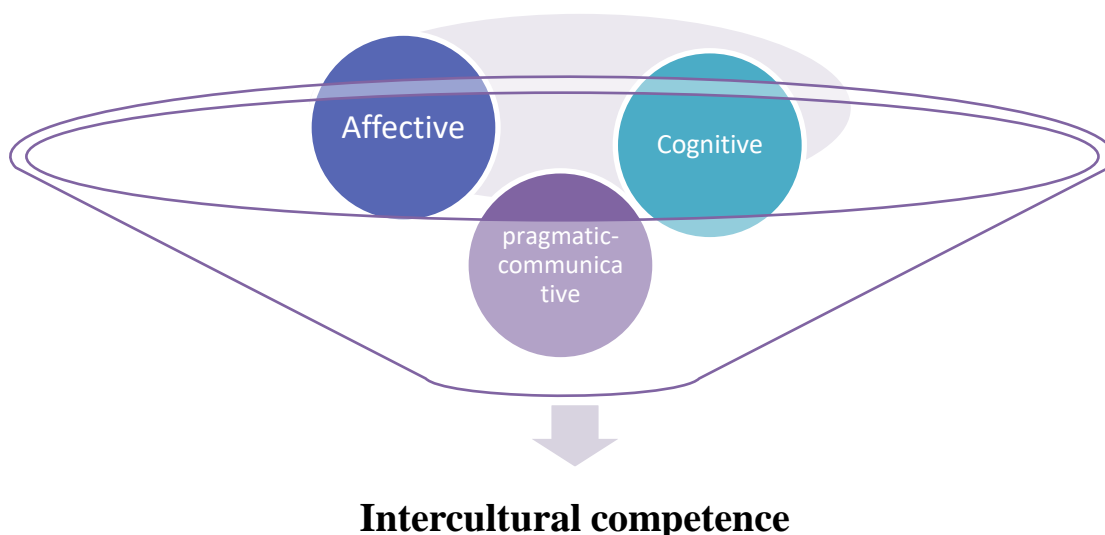 Affective
Cognitive
pragmatic-
communica
tive
Intercultural competence